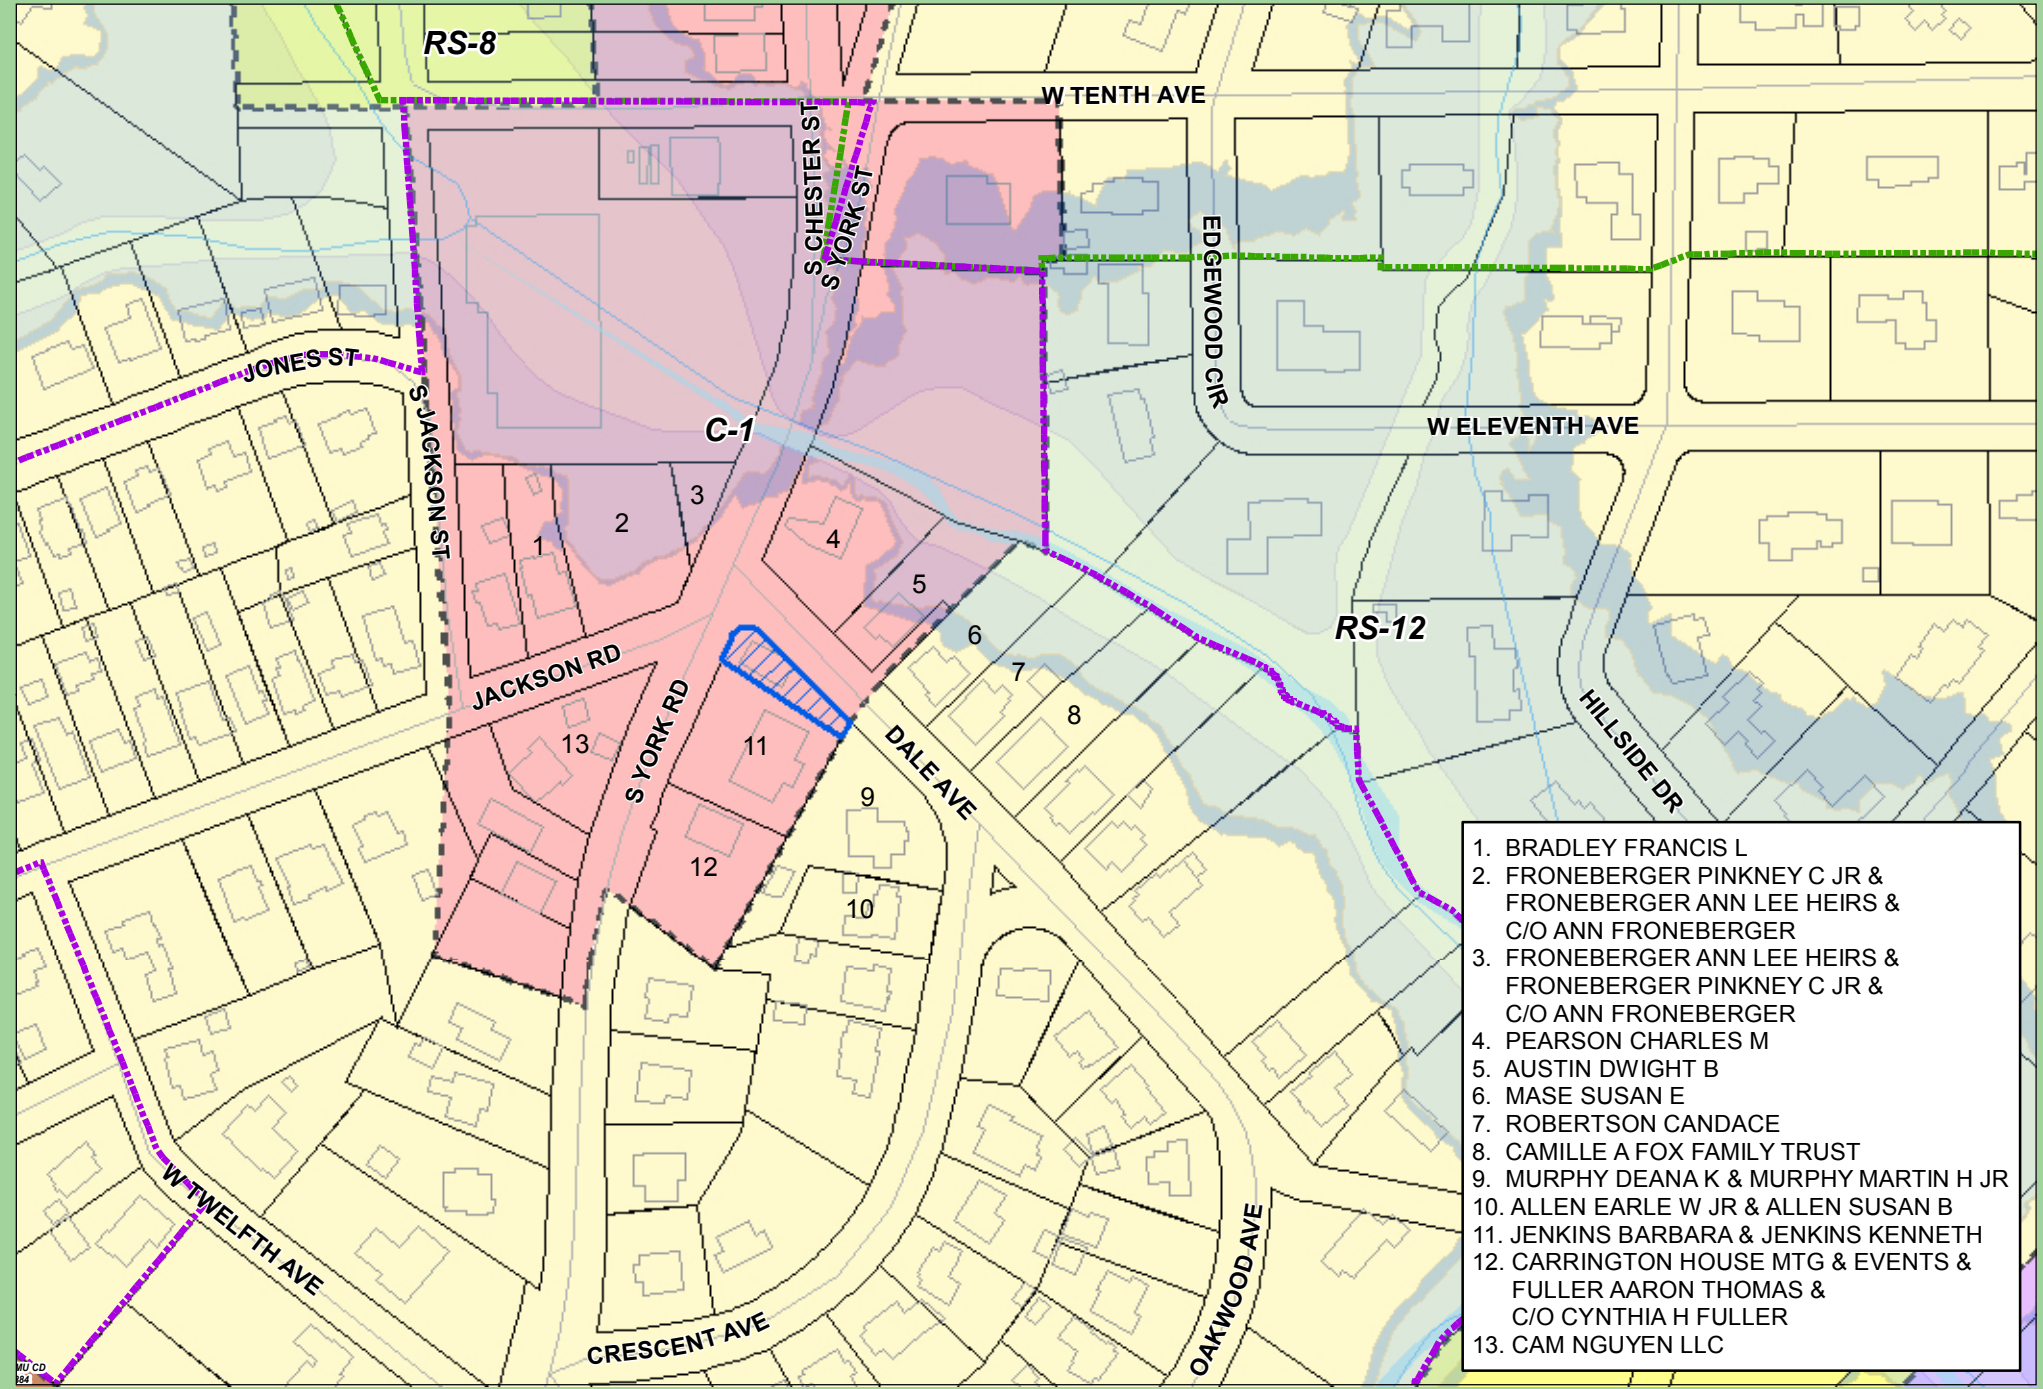 RS-8
W TENTH AVE
S CHESTER ST
S YORK ST
EDGEWOOD CIR
JONES ST
S JACKSON ST
C-1
W ELEVENTH AVE
3
2
1
4
5
6
RS-12
7
JACKSON RD
S YORK RD
8
13
11
DALE AVE
HILLSIDE DR
9
12
10
W TWELFTH AVE
CRESCENT AVE
OAKWOOD AVE
MU CD
384
1. BRADLEY FRANCIS L
2. FRONEBERGER PINKNEY C JR &
FRONEBERGER ANN LEE HEIRS &
C/O ANN FRONEBERGER
3. FRONEBERGER ANN LEE HEIRS &
FRONEBERGER PINKNEY C JR &
C/O ANN FRONEBERGER
4. PEARSON CHARLES M
5. AUSTIN DWIGHT B
6. MASE SUSAN E
7. ROBERTSON CANDACE
8. CAMILLE A FOX FAMILY TRUST
9. MURPHY DEANA K & MURPHY MARTIN H JR
10. ALLEN EARLE W JR & ALLEN SUSAN B
11. JENKINS BARBARA & JENKINS KENNETH
12. CARRINGTON HOUSE MTG & EVENTS &
FULLER AARON THOMAS &
C/O CYNTHIA H FULLER
13. CAM NGUYEN LLC